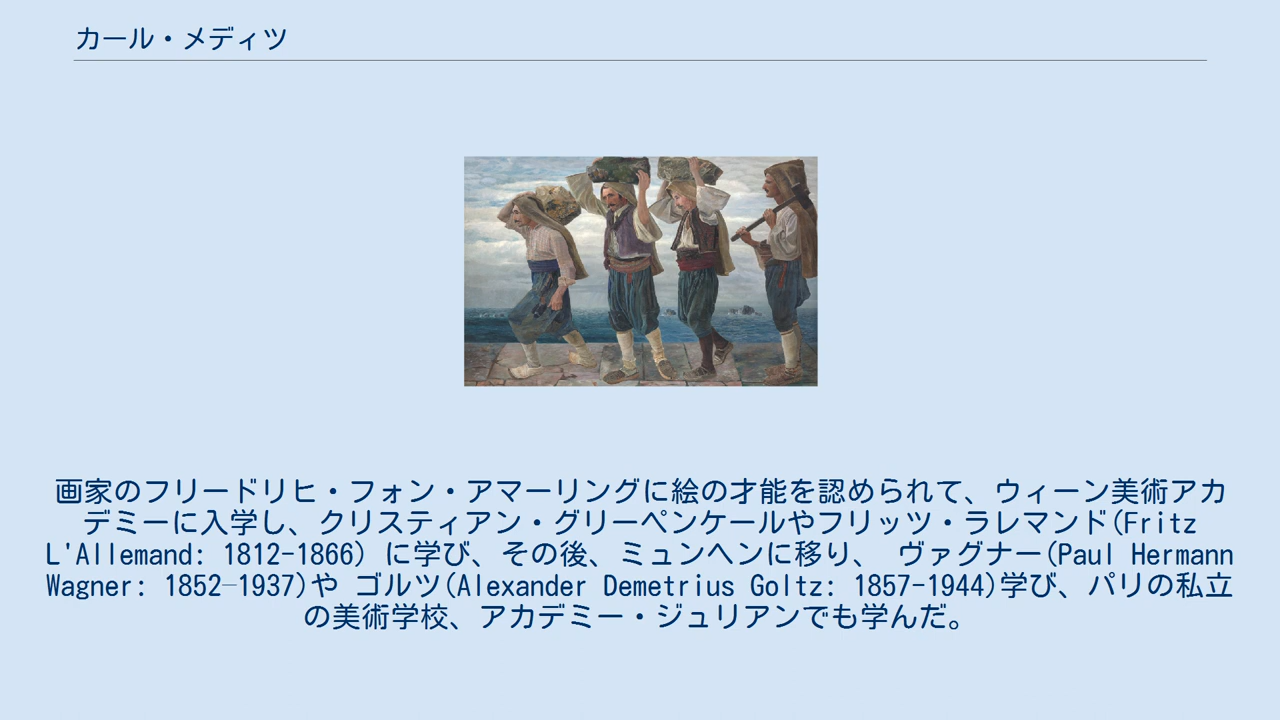 カール・メディツ
画家のフリードリヒ・フォン・アマーリングに絵の才能を認められて、ウィーン美術アカ
デミーに入学し、クリスティアン・グリーペンケールやフリッツ・ラレマンド(Fritz
L'Allemand: 1812-1866) に学び、その後、ミュンヘンに移り、 ヴァグナー(Paul Hermann
Wagner: 1852–1937)や ゴルツ(Alexander Demetrius Goltz: 1857-1944)学び、パリの私立
の美術学校、アカデミー・ジュリアンでも学んだ。